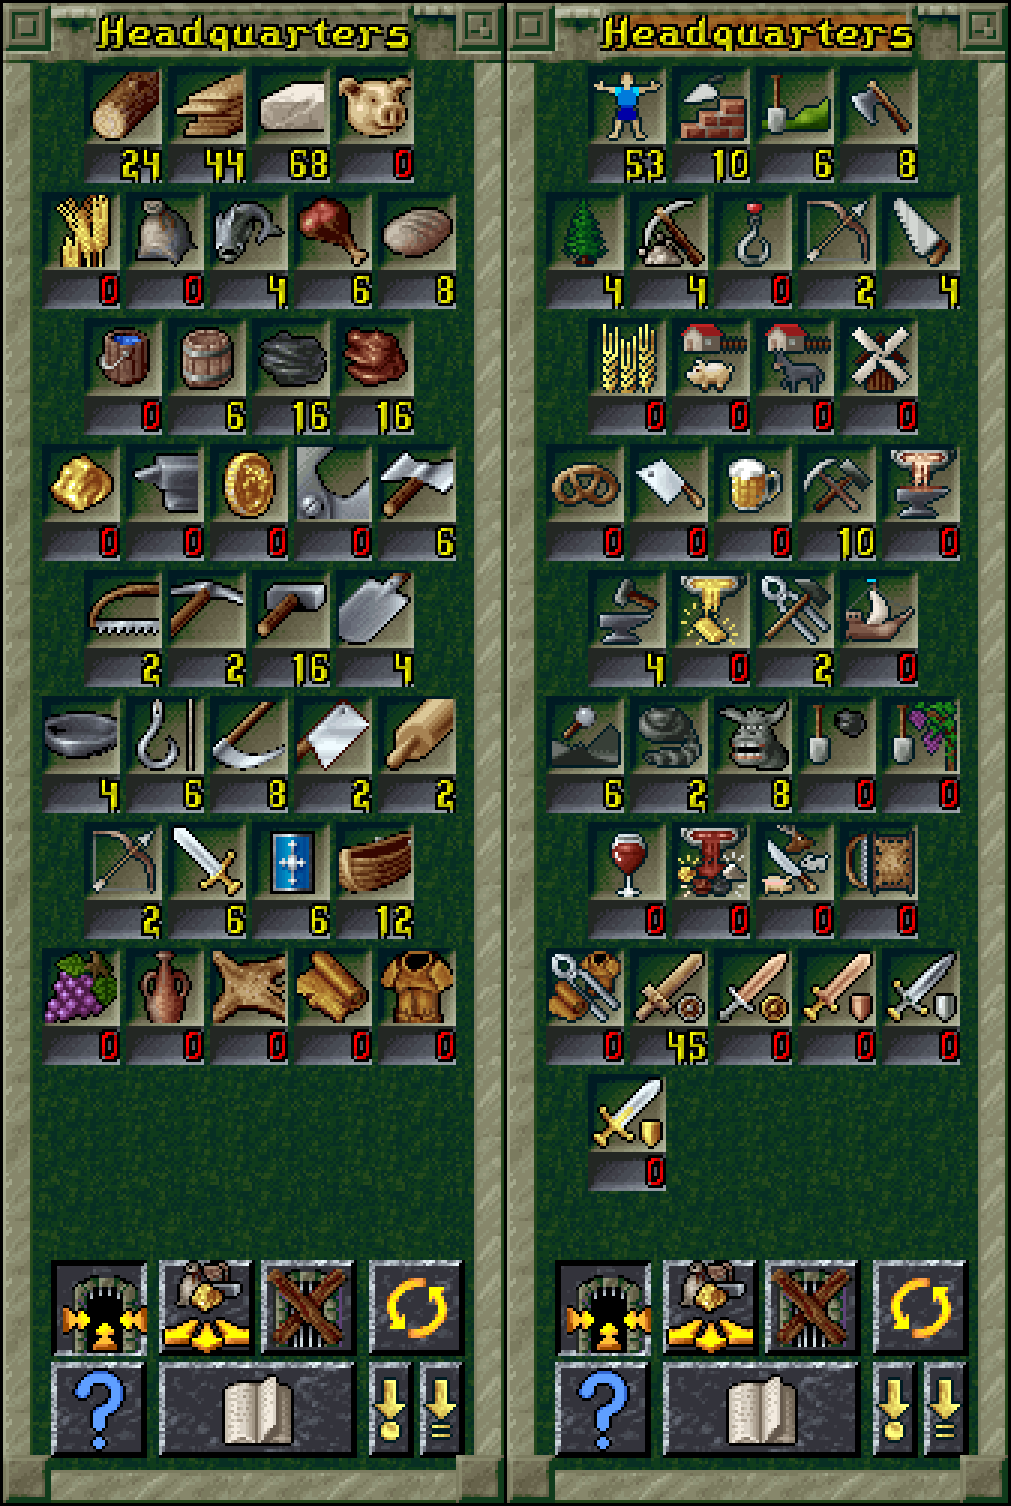 Headquarters
24 44 68 0
0 0 4 6 8
0 6 16 16
0 0 0 0 6
2 2 16 4
4 6 8 2 2
2 6 6 12
0 0 0 0 0
?
Headquarters
53 10 6 8
4 4 0 2 4
0 0 0 0
0 0 0 10 0
4 0 2 0
6 2 8 0 0
0 0 0 0
0 45 0 0 0
0
?